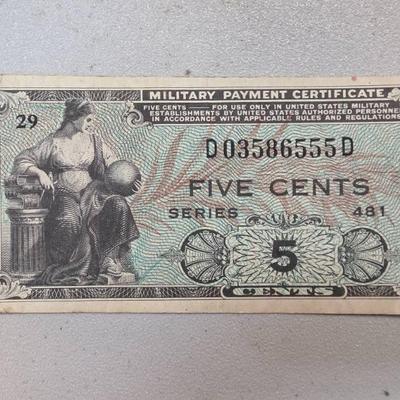 MILITARY PAYMENT CERTIFICATE
FIVE CENTS — FOR USE ONLY IN UNITED STATES MILITARY
ESTABLISHMENTS BY UNITED STATES AUTHORIZED PERSONNEL
IN ACCORDANCE WITH APPLICABLE RULES AND REGULATIONS
29
D03586555D
FIVE CENTS
SERIES 481
5
CENTS